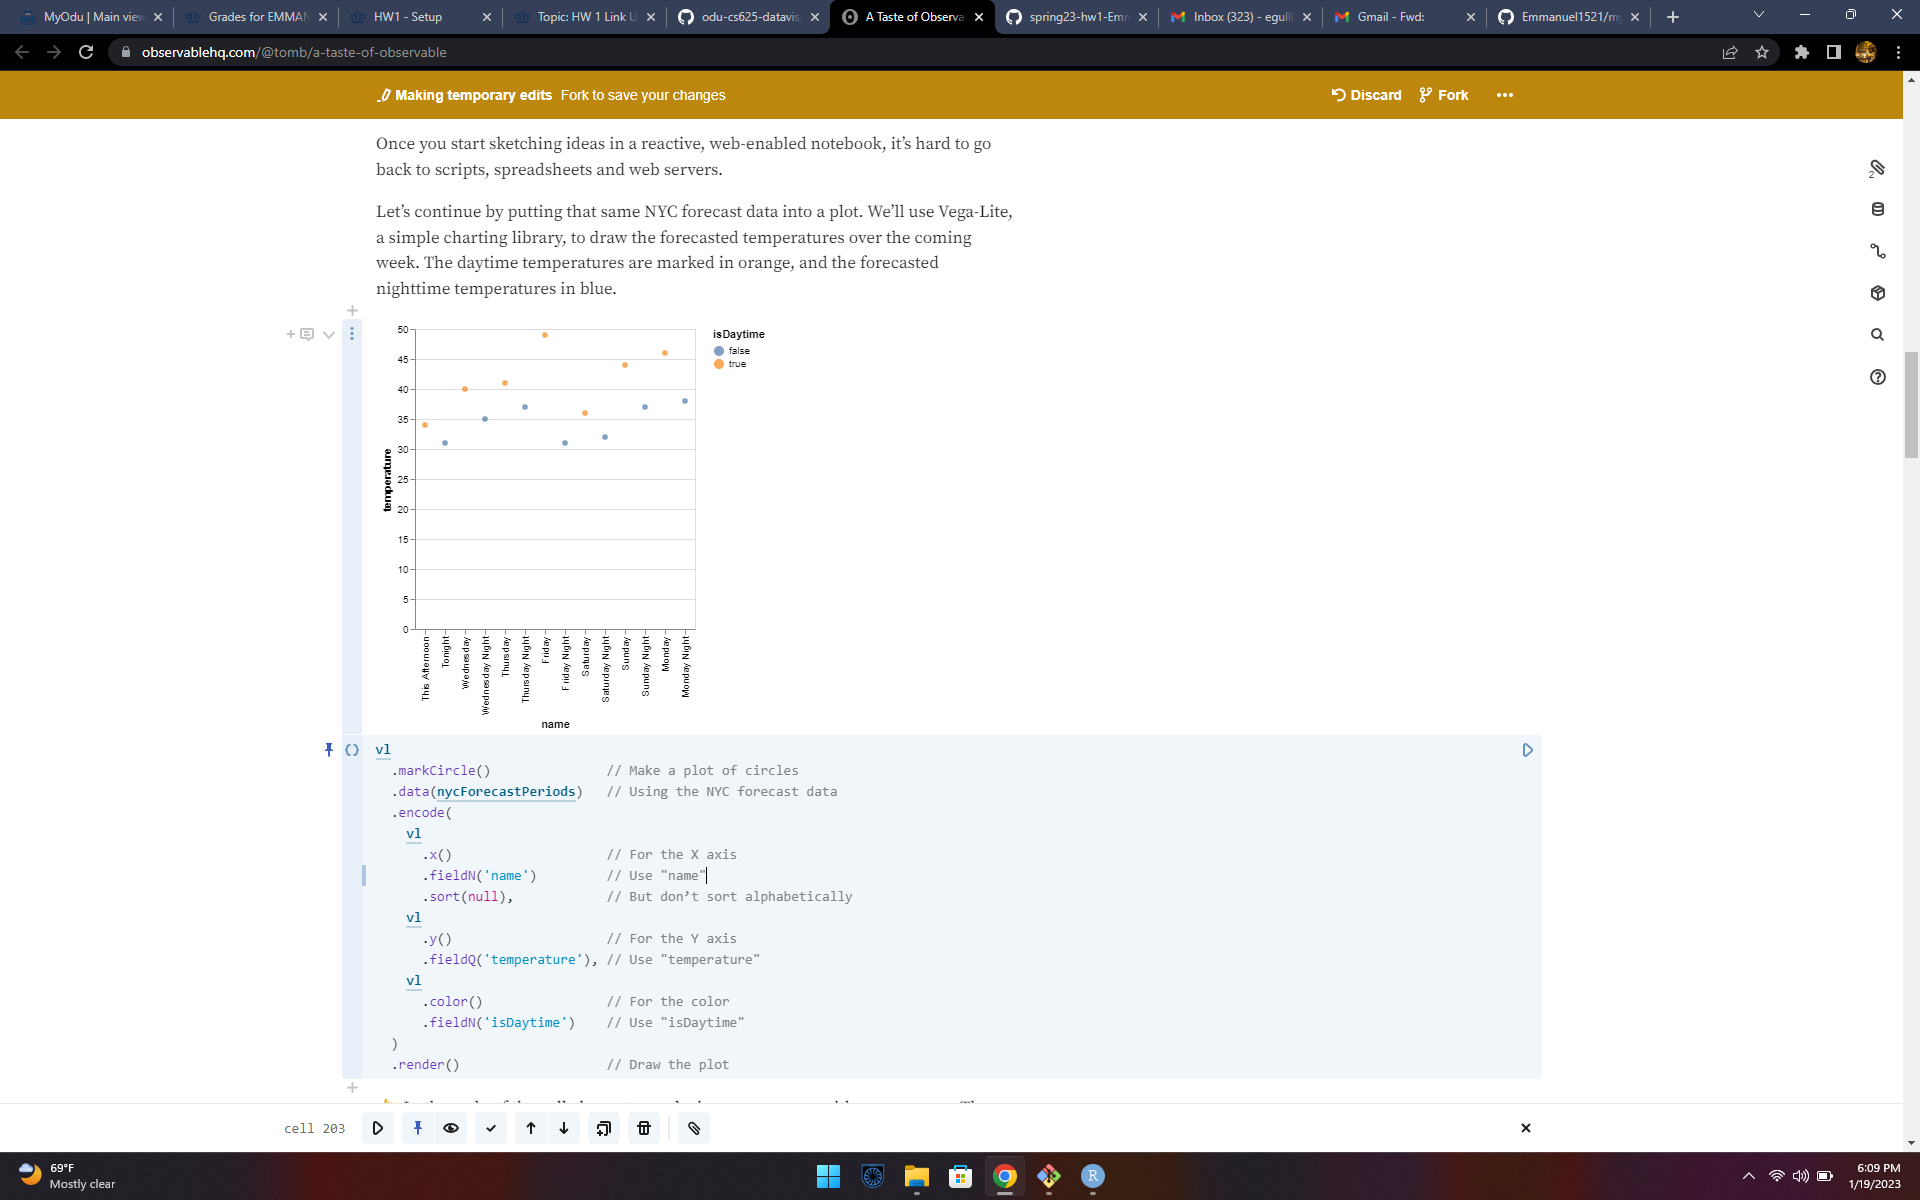 MyOdu | Main view
Grades for EMMAN
HW1 - Setup
Topic: HW 1 Link U
odu-cs625-datavis
A Taste of Observa
spring23-hw1-Emm
Inbox (323) - egull
Gmail - Fwd:
Emmanuel1521/my
observablehq.com/@tomb/a-taste-of-observable
Making temporary edits Fork to save your changes
Discard
Fork
Once you start sketching ideas in a reactive, web-enabled notebook, it’s hard to go
back to scripts, spreadsheets and web servers.
Let’s continue by putting that same NYC forecast data into a plot. We’ll use Vega-Lite,
a simple charting library, to draw the forecasted temperatures over the coming
week. The daytime temperatures are marked in orange, and the forecasted
nighttime temperatures in blue.
2
50
45
40
35
30
25
20
15
10
5
0
temperature
This Afternoon
Tonight
Wednesday
Wednesday Night
Thursday
Thursday Night
Friday
Friday Night
Saturday
Saturday Night
Sunday
Sunday Night
Monday
Monday Night
name
isDaytime
false
true
vl
.markCircle() // Make a plot of circles
.data(nycForecastPeriods) // Using the NYC forecast data
.encode(
vl
.x() // For the X axis
.fieldN('name') // Use "name"
.sort(null), // But don’t sort alphabetically
vl
.y() // For the Y axis
.fieldQ('temperature'), // Use "temperature"
vl
.color() // For the color
.fieldN('isDaytime') // Use "isDaytime"
)
.render() // Draw the plot
cell 203
69°F
Mostly clear
6:09 PM
1/19/2023